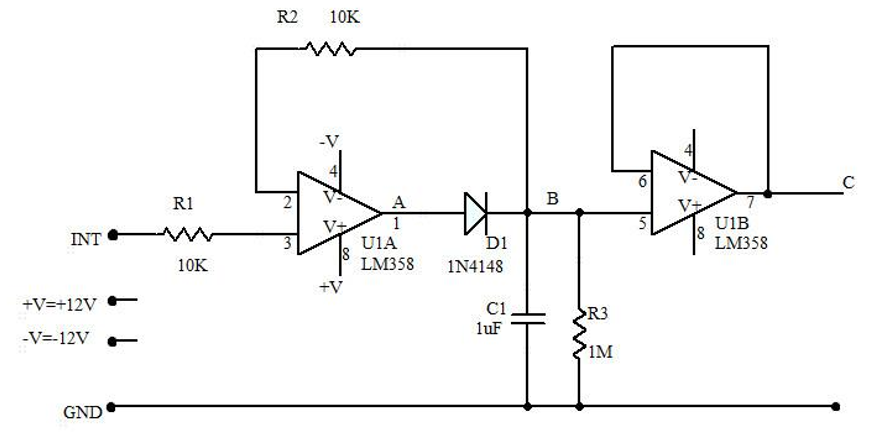 R2 10K
-V
4
V-
2
A
1
R1
INT
10K
3
V+
8
U1A
LM358
+V
D1
1N4148
B
4
V-
6
5
V+
8
7
U1B
LM358
C
+V=+12V
-V=-12V
C1
1uF
R3
1M
GND